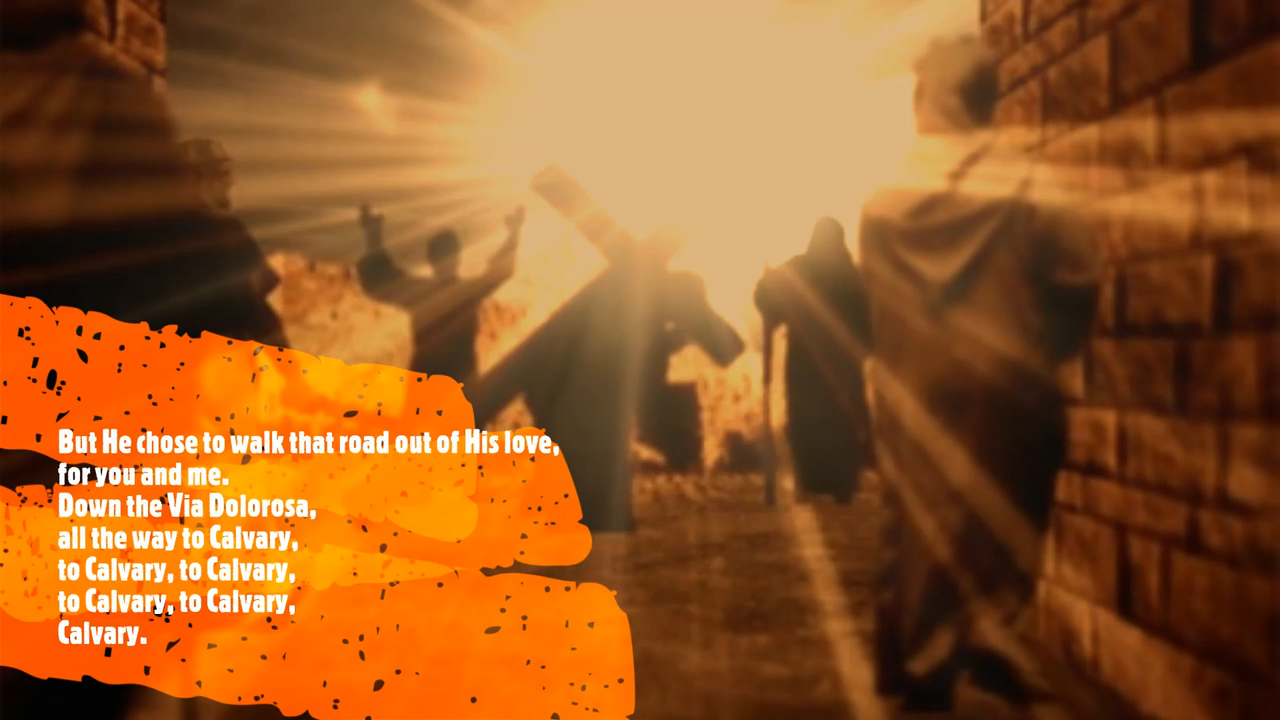 But He chose to walk that road out of His love,
for you and me.
Down the Via Dolorosa,
all the way to Calvary,
to Calvary, to Calvary,
to Calvary, to Calvary,
Calvary.